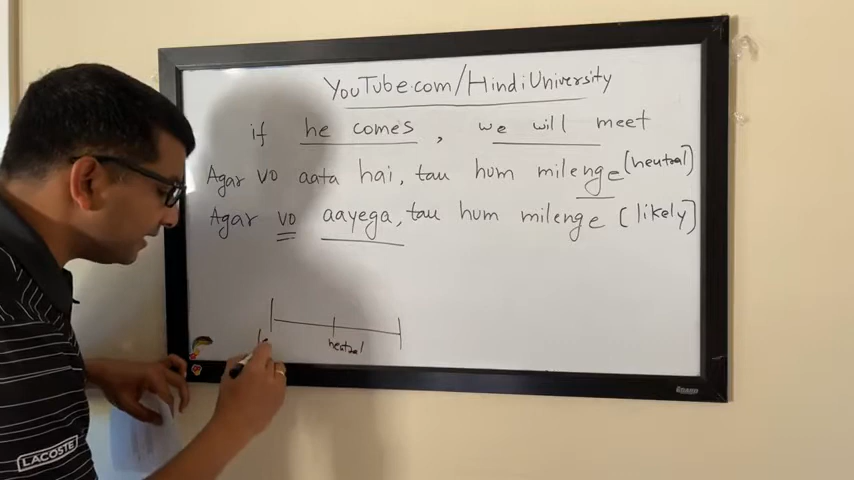 YouTube.com/HindiUniversity
if he comes, we will meet
Agar vo aata hai, tau hum milenge (neutral)
Agar vo aayega, tau hum milenge (likely)
neutral
LACOSTE